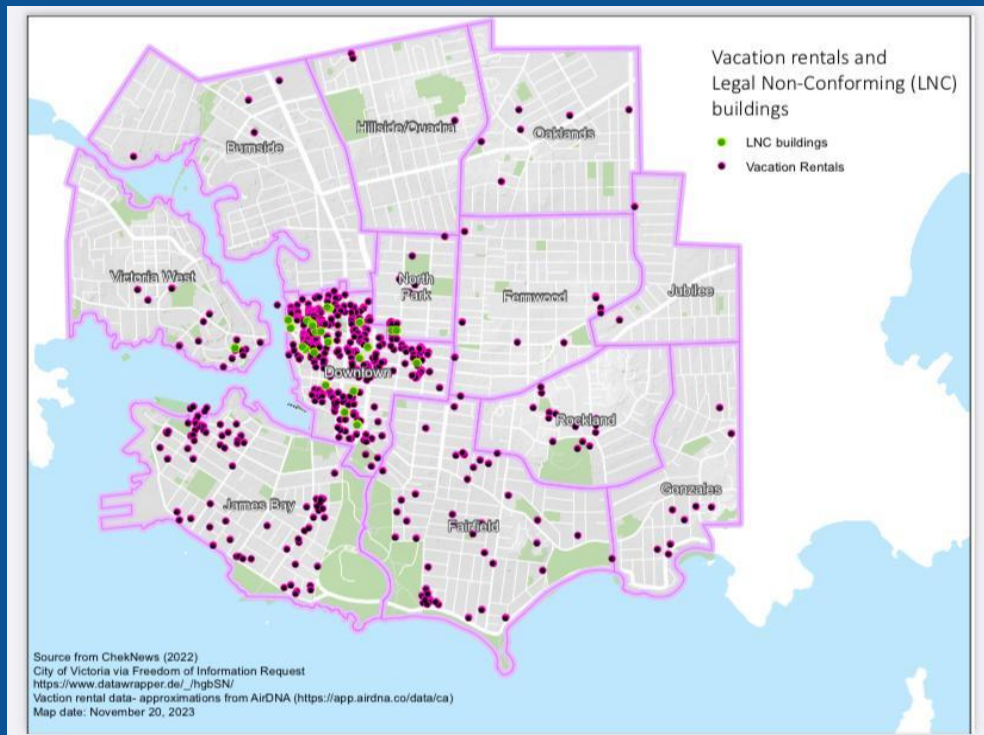 Vacation rentals and
Legal Non-Conforming (LNC)
buildings
LNC buildings
Vacation Rentals
Hillside/Quadra
Oaklands
Burnside
Victoria West
North
Park
Fernwood
Jubilee
Downtown
Rockland
Gonzales
James Bay
Fairfield
Source from ChekNews (2022)
City of Victoria via Freedom of Information Request
https://www.datawrapper.de/_/hgbSN/
Vaction rental data- approximations from AirDNA (https://app.airdna.co/data/ca)
Map date: November 20, 2023